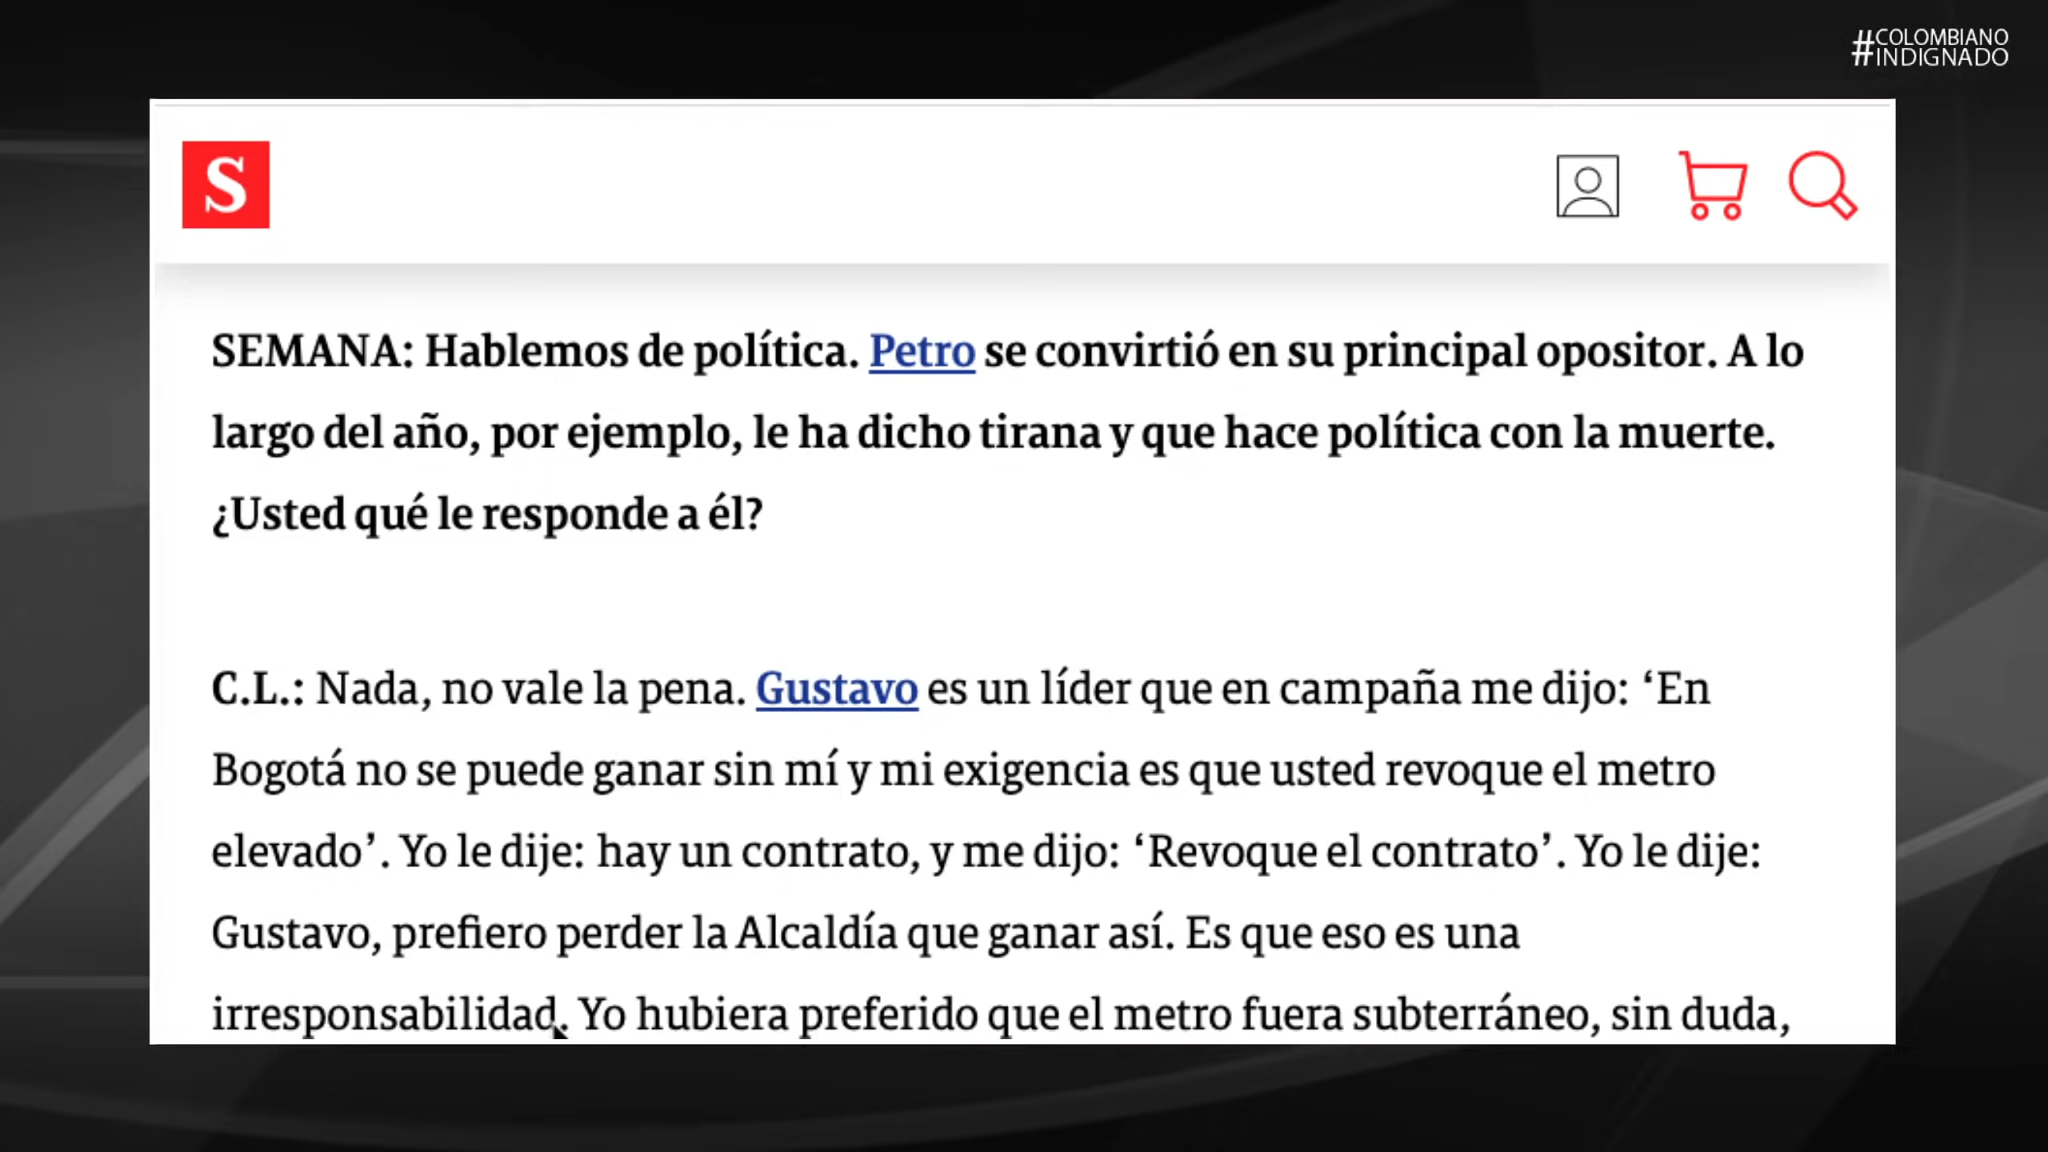 #COLOMBIANO
INDIGNADO
S
SEMANA: Hablemos de política. Petro se convirtió en su principal opositor. A lo
largo del año, por ejemplo, le ha dicho tirana y que hace política con la muerte.
¿Usted qué le responde a él?
C.L.: Nada, no vale la pena. Gustavo es un líder que en campaña me dijo: ‘En
Bogotá no se puede ganar sin mí y mi exigencia es que usted revoque el metro
elevado’. Yo le dije: hay un contrato, y me dijo: ‘Revoque el contrato’. Yo le dije:
Gustavo, prefiero perder la Alcaldía que ganar así. Es que eso es una
irresponsabilidad. Yo hubiera preferido que el metro fuera subterráneo, sin duda,